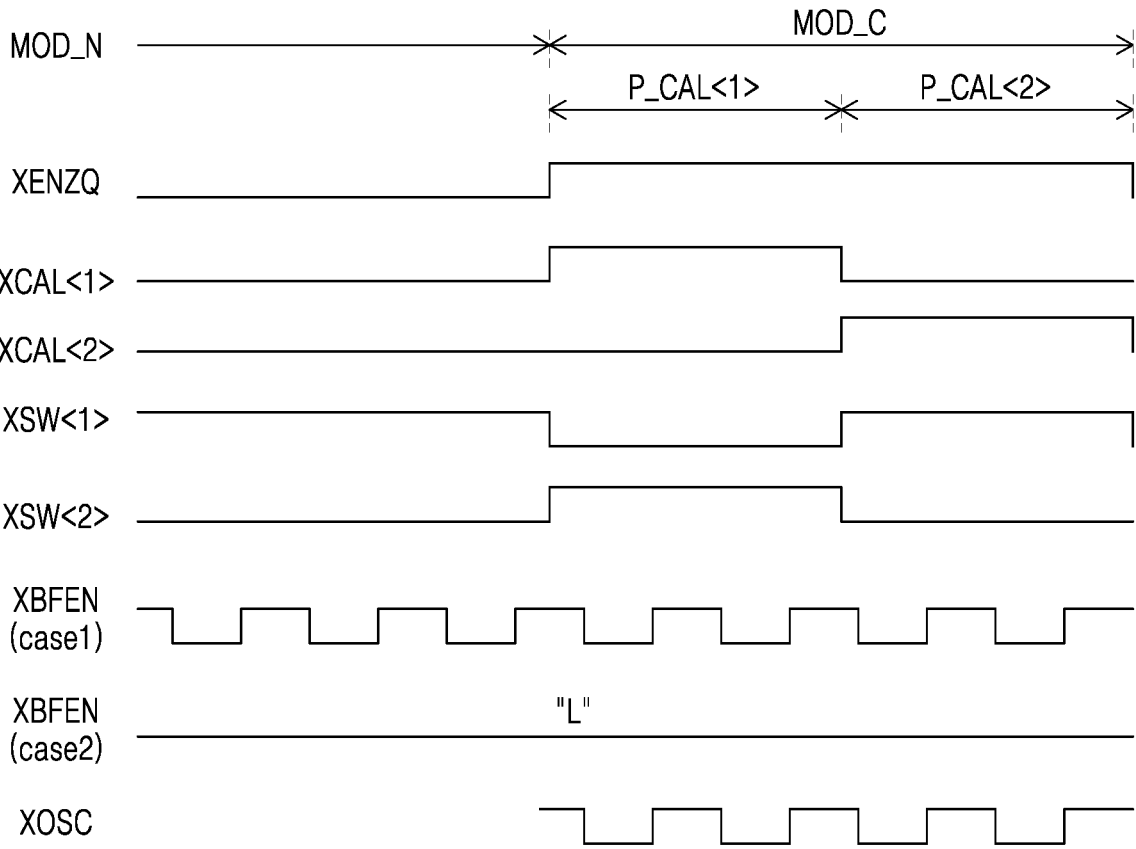 MOD_C
MOD_N
P_CAL<1>
P_CAL<2>
XENZQ
XCAL<1>
XCAL<2>
XSW<1>
XSW<2>
XBFEN
(case1)
XBFEN
(case2)
"L"
XOSC